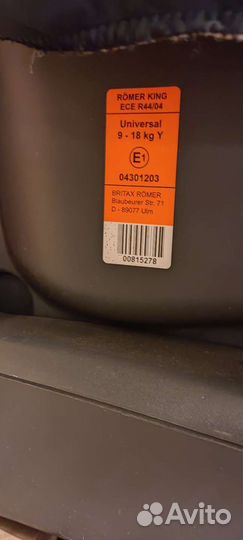 RÖMER KING
ECE R44/04
Universal
9 - 18 kg Y
E1
04301203
BRITAX RÖMER
Blaubeurer Str. 71
D - 89077 Ulm
00815278
Avito